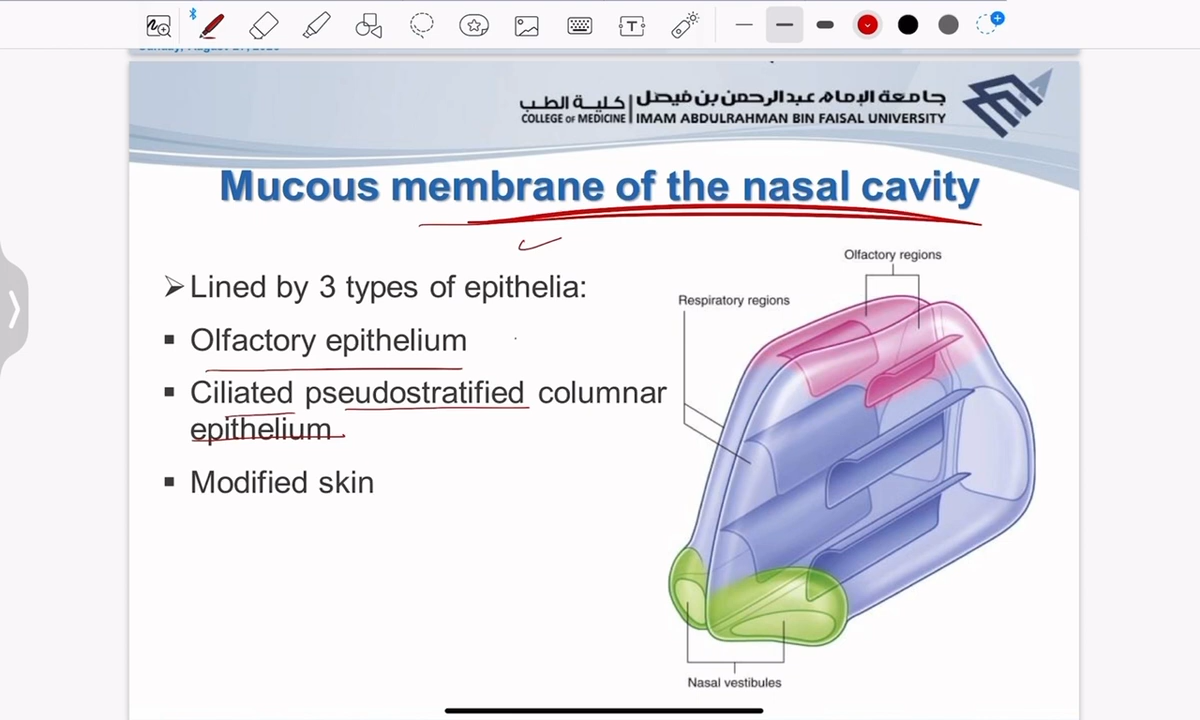 كلية الطب | جامعة الإمام عبدالرحمن بن فيصل
COLLEGE OF MEDICINE | IMAM ABDULRAHMAN BIN FAISAL UNIVERSITY
Mucous membrane of the nasal cavity
➢ Lined by 3 types of epithelia:
▪ Olfactory epithelium
▪ Ciliated pseudostratified columnar
epithelium
▪ Modified skin
Olfactory regions
Respiratory regions
Nasal vestibules